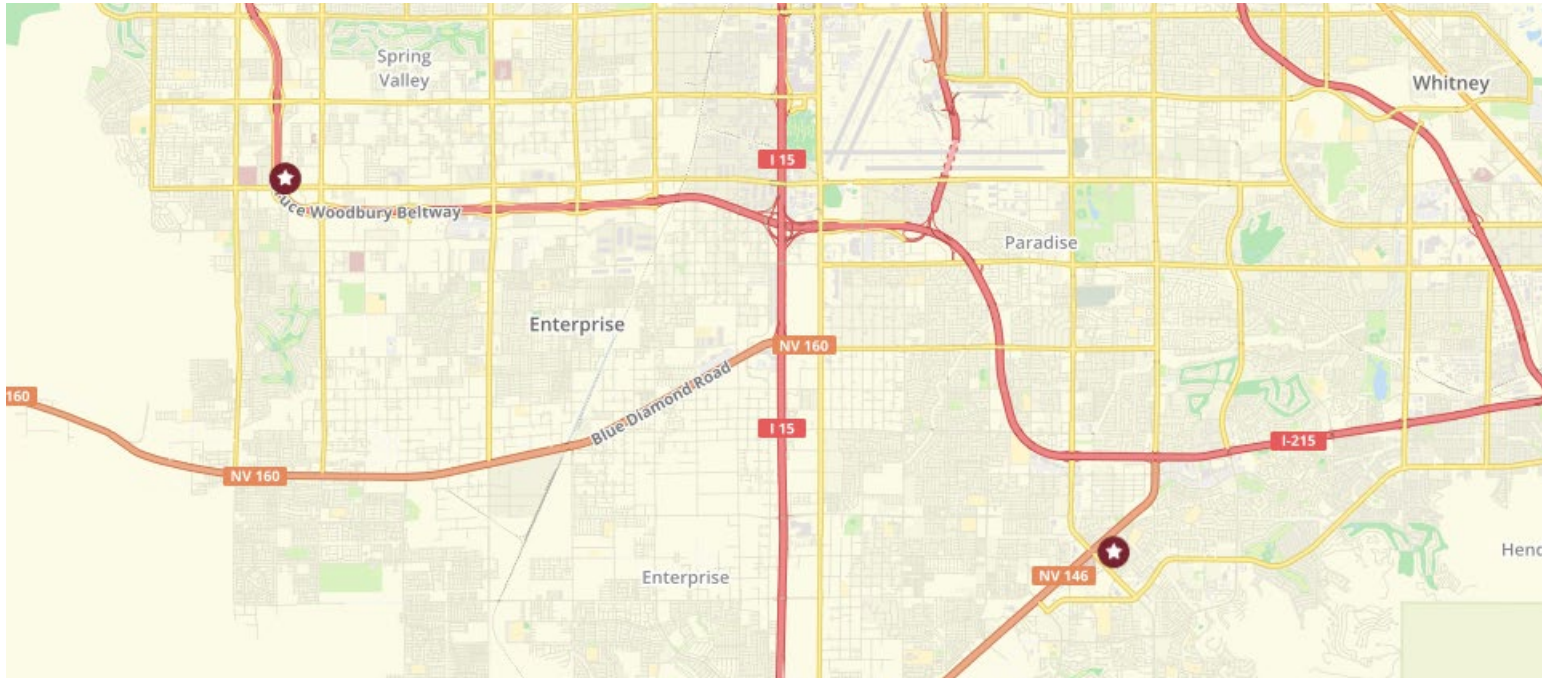 Spring
Valley
Whitney
I 15
uce Woodbury Beltway
Paradise
Enterprise
NV 160
Blue Diamond Road
160
I 15
I-215
NV 160
Enterprise
NV 146
Henc